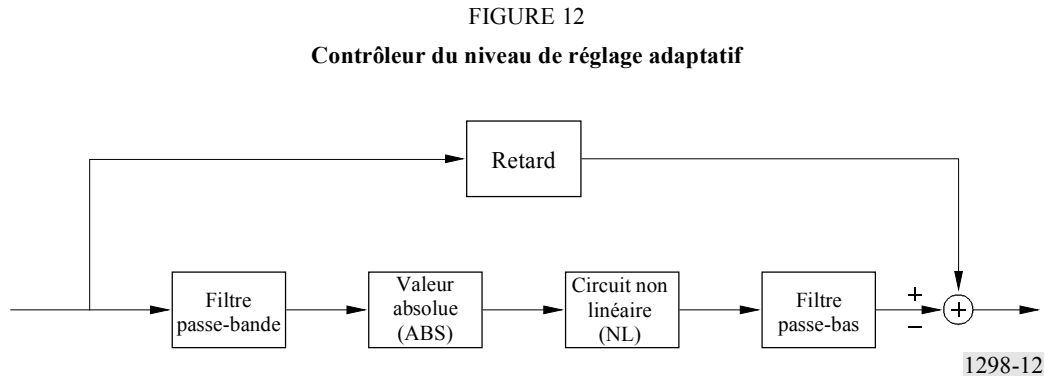 FIGURE 12
Contrôleur du niveau de réglage adaptatif
Retard
Filtre
passe-bande
Valeur
absolue
(ABS)
Circuit non
linéaire
(NL)
Filtre
passe-bas
+
−
+
1298-12